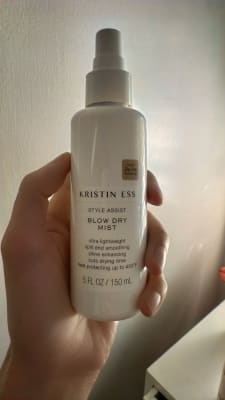 KRISTIN ESS
STYLE ASSIST
BLOW DRY
MIST
ultra lightweight
split end smoothing
shine enhancing
cuts drying time
heat protecting up to
5 FL OZ / 150 mL